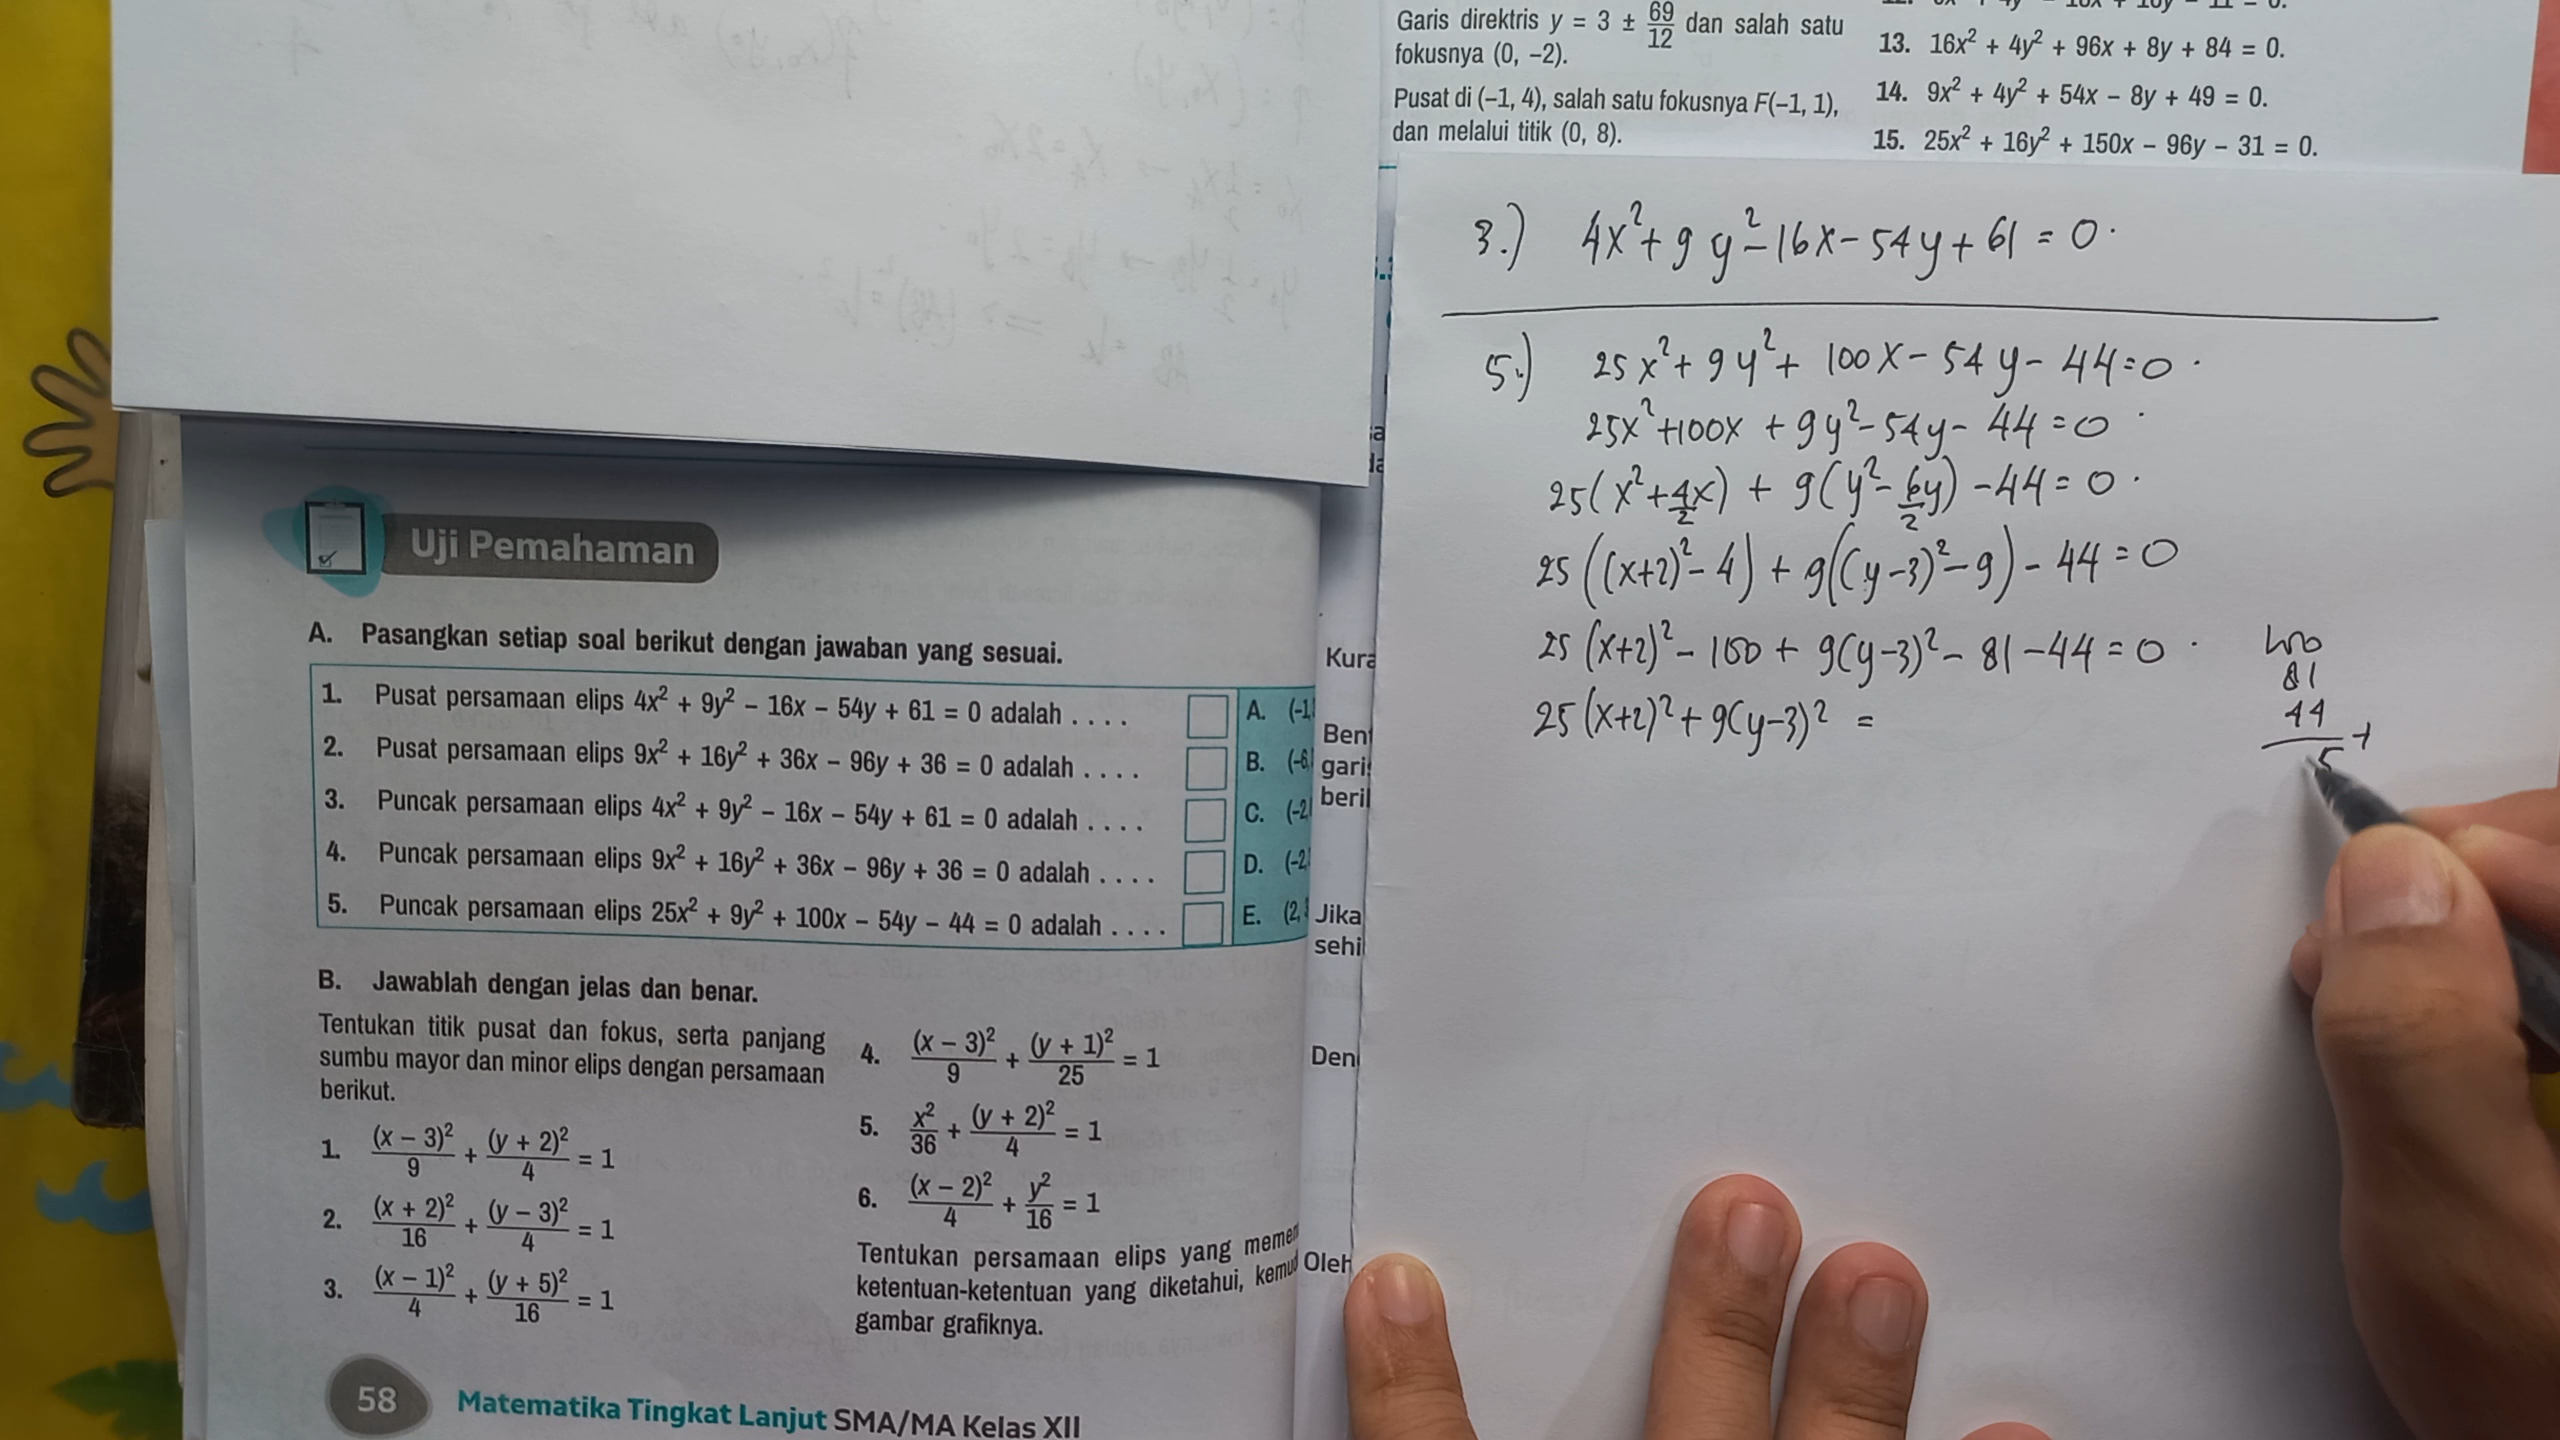 Garis direktris y = 3 ± 69/12 dan salah satu
fokusnya (0, –2).
Pusat di (–1, 4), salah satu fokusnya F(–1, 1),
dan melalui titik (0, 8).
13. 16x² + 4y² + 96x + 8y + 84 = 0.
14. 9x² + 4y² + 54x – 8y + 49 = 0.
15. 25x² + 16y² + 150x – 96y – 31 = 0.
3.) 4x² + 9y² – 16x – 54y + 61 = 0.
5.) 25x² + 9y² + 100x – 54y – 44 = 0.
25x² + 100x + 9y² – 54y – 44 = 0.
25(x² + 4x/2) + 9(y² – 6y/2) – 44 = 0.
25((x+2)² – 4) + 9((y–3)² – 9) – 44 = 0
25(x+2)² – 100 + 9(y–3)² – 81 – 44 = 0.
25(x+2)² + 9(y–3)² =
100
81
44
+
5
Uji Pemahaman
A. Pasangkan setiap soal berikut dengan jawaban yang sesuai.
1. Pusat persamaan elips 4x² + 9y² – 16x – 54y + 61 = 0 adalah . . . . A. (–1,
2. Pusat persamaan elips 9x² + 16y² + 36x – 96y + 36 = 0 adalah . . . . B. (–6,
3. Puncak persamaan elips 4x² + 9y² – 16x – 54y + 61 = 0 adalah . . . . C. (–2
4. Puncak persamaan elips 9x² + 16y² + 36x – 96y + 36 = 0 adalah . . . . D. (–2
5. Puncak persamaan elips 25x² + 9y² + 100x – 54y – 44 = 0 adalah . . . . E. (2,
B. Jawablah dengan jelas dan benar.
Tentukan titik pusat dan fokus, serta panjang
sumbu mayor dan minor elips dengan persamaan
berikut.
1. (x – 3)²/9 + (y + 2)²/4 = 1
2. (x + 2)²/16 + (y – 3)²/4 = 1
3. (x – 1)²/4 + (y + 5)²/16 = 1
4. (x – 3)²/9 + (y + 1)²/25 = 1
5. x²/36 + (y + 2)²/4 = 1
6. (x – 2)²/4 + y²/16 = 1
Tentukan persamaan elips yang
ketentuan-ketentuan yang diketahui,
gambar grafiknya.
Jika
58 Matematika Tingkat Lanjut SMA/MA Kelas XII